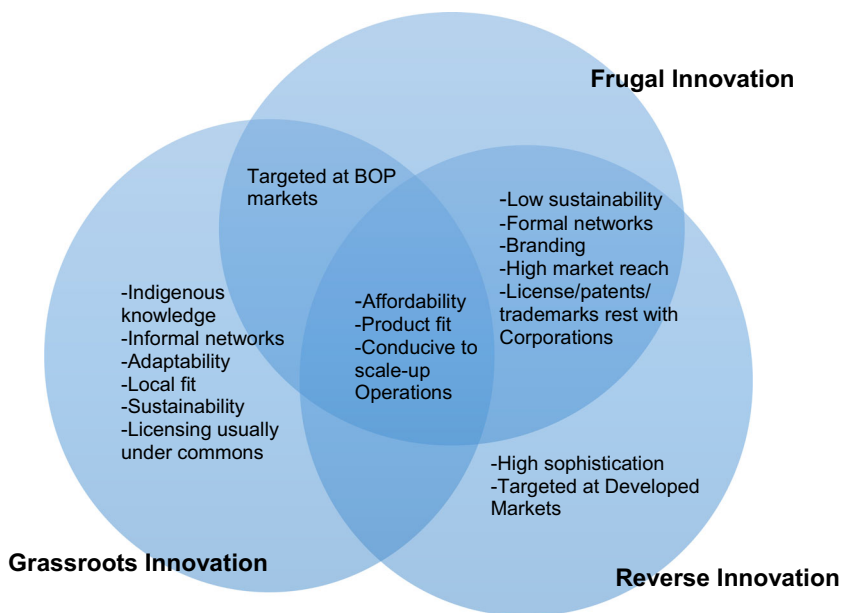 Frugal Innovation
Targeted at BOP
markets
-Low sustainability
-Formal networks
-Branding
-High market reach
-License/patents/
trademarks rest with
Corporations
-Indigenous
knowledge
-Informal networks
-Adaptability
-Local fit
-Sustainability
-Licensing usually
under commons
-Affordability
-Product fit
-Conducive to
scale-up
Operations
-High sophistication
-Targeted at Developed
Markets
Grassroots Innovation
Reverse Innovation